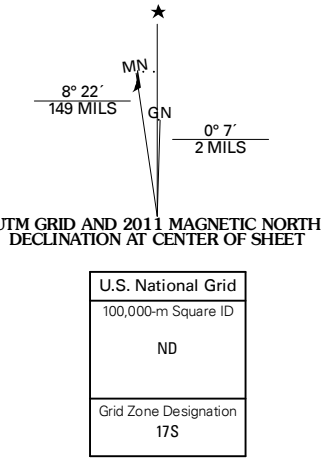 MN
8° 22´
149 MILS
GN
0° 7´
2 MILS
UTM GRID AND 2011 MAGNETIC NORTH
DECLINATION AT CENTER OF SHEET
U.S. National Grid
100,000-m Square ID
ND
Grid Zone Designation
17S